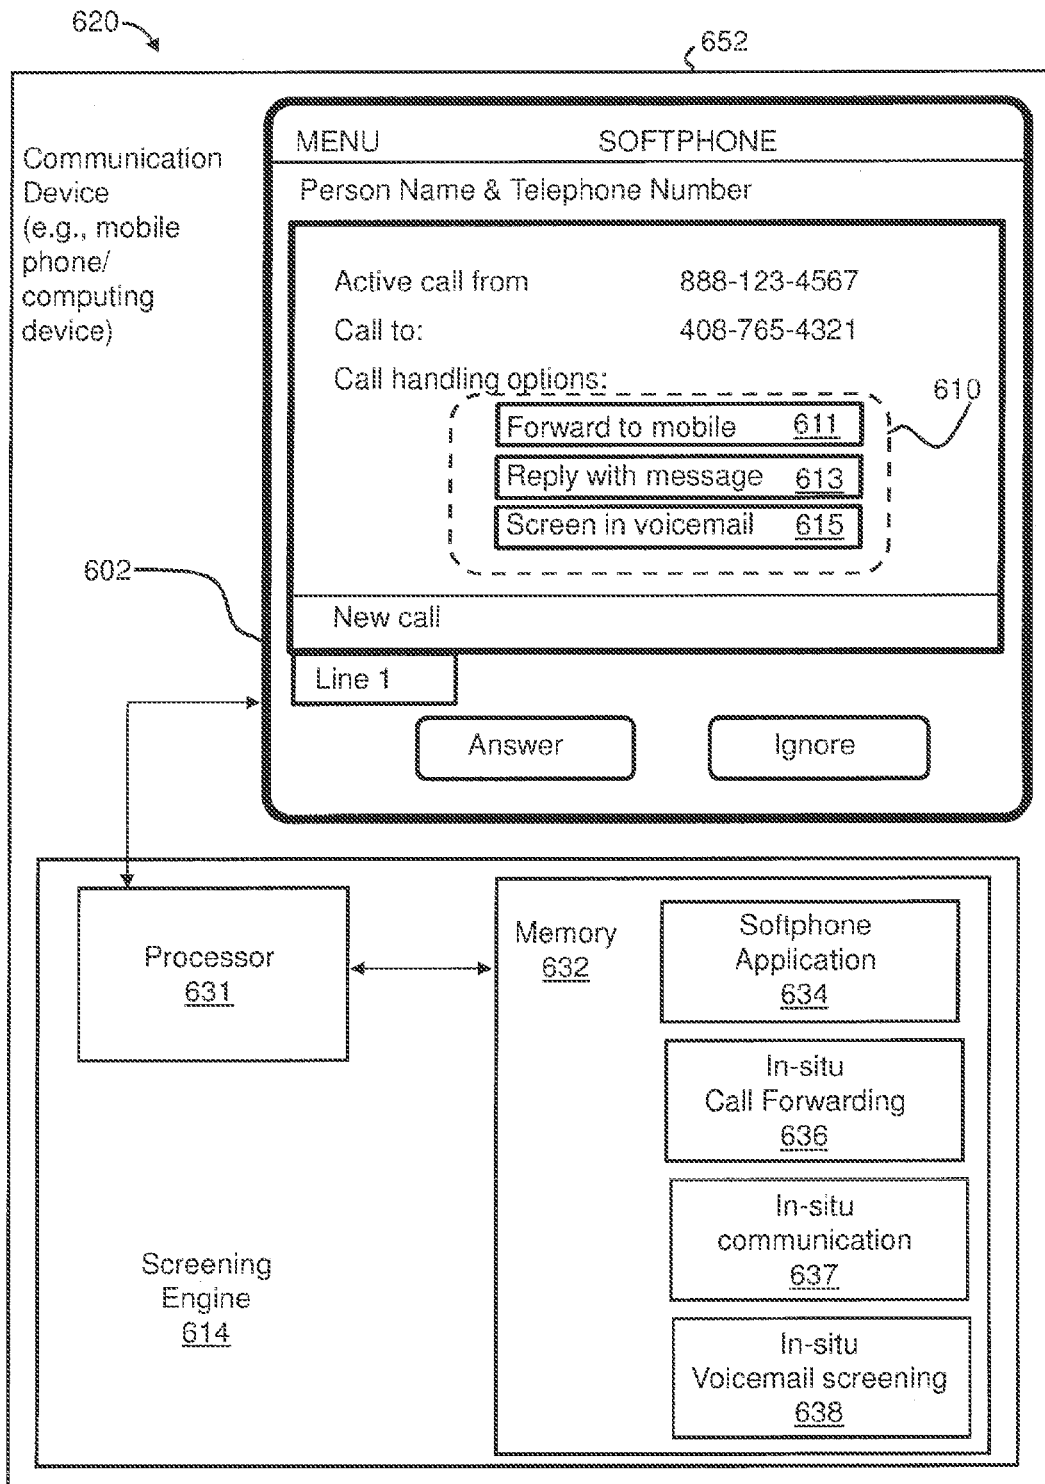 620
652
Communication
Device
(e.g., mobile
phone/
computing
device)
MENU SOFTPHONE
Person Name & Telephone Number
Active call from 888-123-4567
Call to: 408-765-4321
Call handling options:
610
Forward to mobile 611
Reply with message 613
Screen in voicemail 615
602
New call
Line 1
Answer Ignore
Processor
631
Memory
632
Softphone
Application
634
In-situ
Call Forwarding
636
In-situ
communication
637
Screening
Engine
614
In-situ
Voicemail screening
638